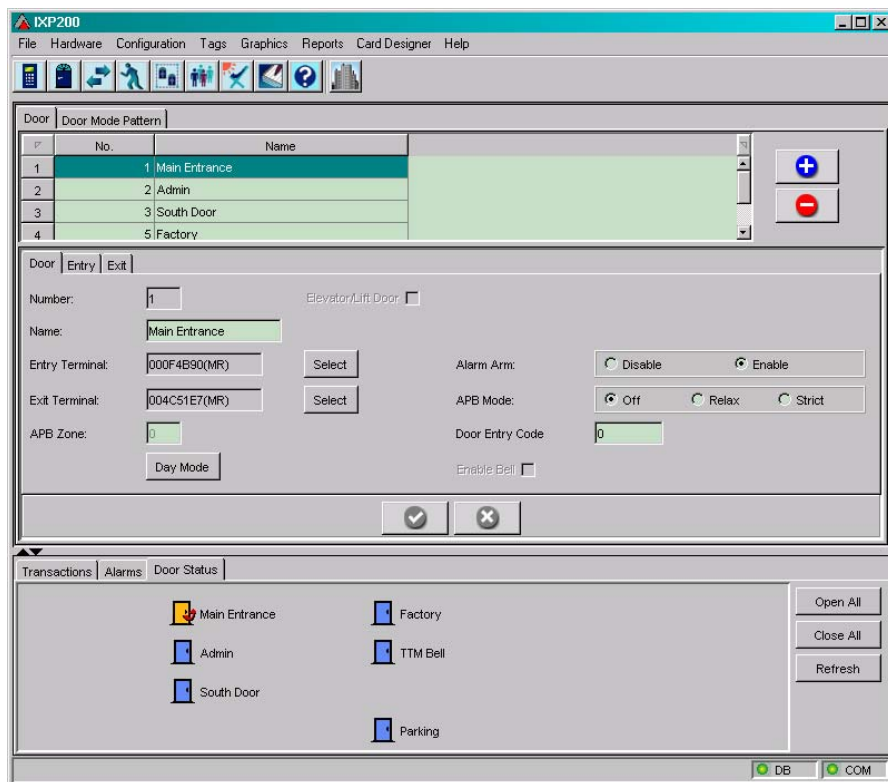 IXP200
File Hardware Configuration Tags Graphics Reports Card Designer Help
Door Door Mode Pattern
No. Name
1 1 Main Entrance
2 2 Admin
3 3 South Door
4 5 Factory
Door Entry Exit
Number: 1 Elevator/Lift Door
Name: Main Entrance
Entry Terminal: 000F4B90(MR) Select Alarm Arm: Disable Enable
Exit Terminal: 004C51E7(MR) Select APB Mode: Off Relax Strict
APB Zone: 0 Door Entry Code 0
Day Mode Enable Bell
Transactions Alarms Door Status
Main Entrance Factory Open All
Admin TTM Bell Close All
South Door Refresh
Parking
DB COM